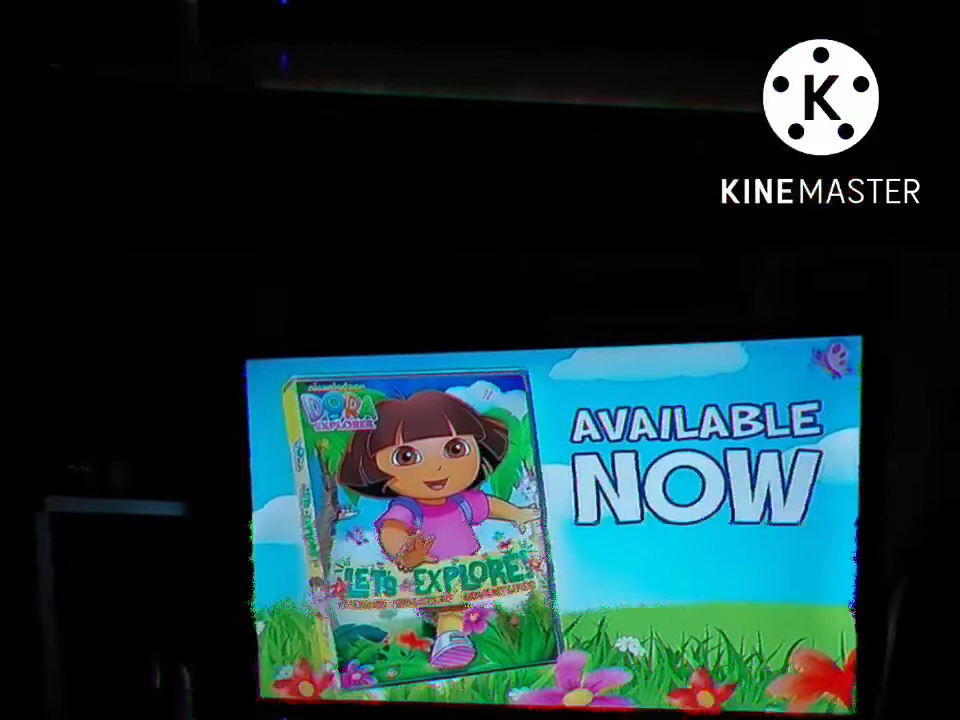 K
KINEMASTER
nickelodeon
DORA
EXPLORER
AVAILABLE
NOW
LET'S EXPLORE!